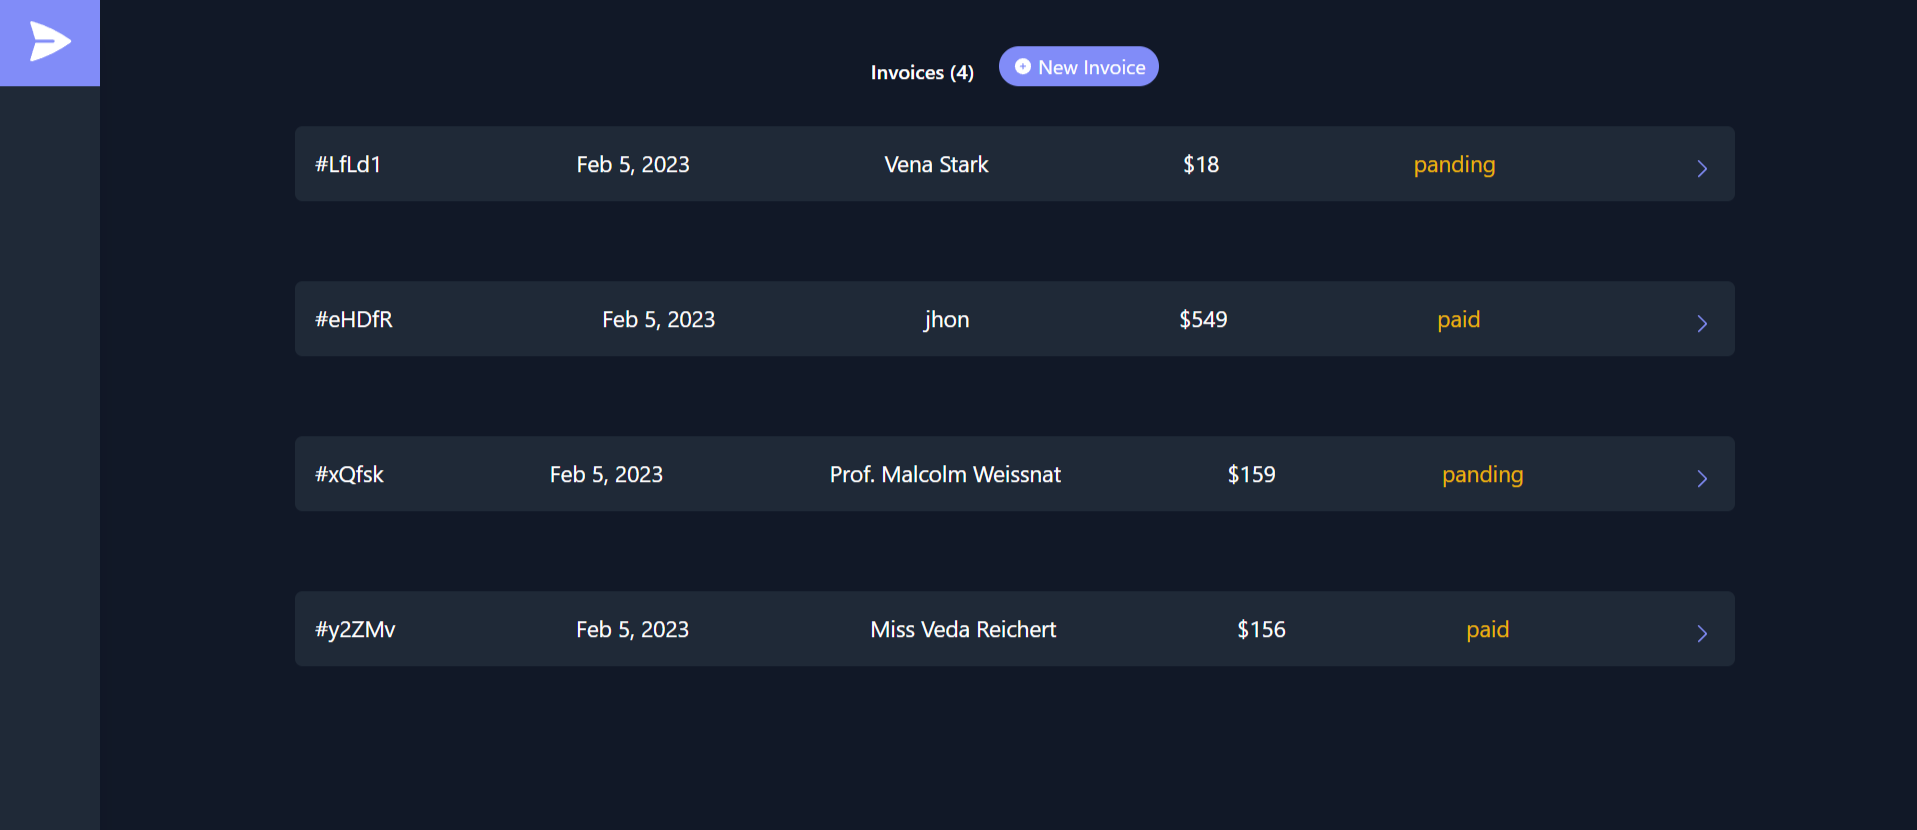 Invoices (4) New Invoice
#LfLd1 Feb 5, 2023 Vena Stark $18 panding
#eHDfR Feb 5, 2023 jhon $549 paid
#xQfsk Feb 5, 2023 Prof. Malcolm Weissnat $159 panding
#y2ZMv Feb 5, 2023 Miss Veda Reichert $156 paid